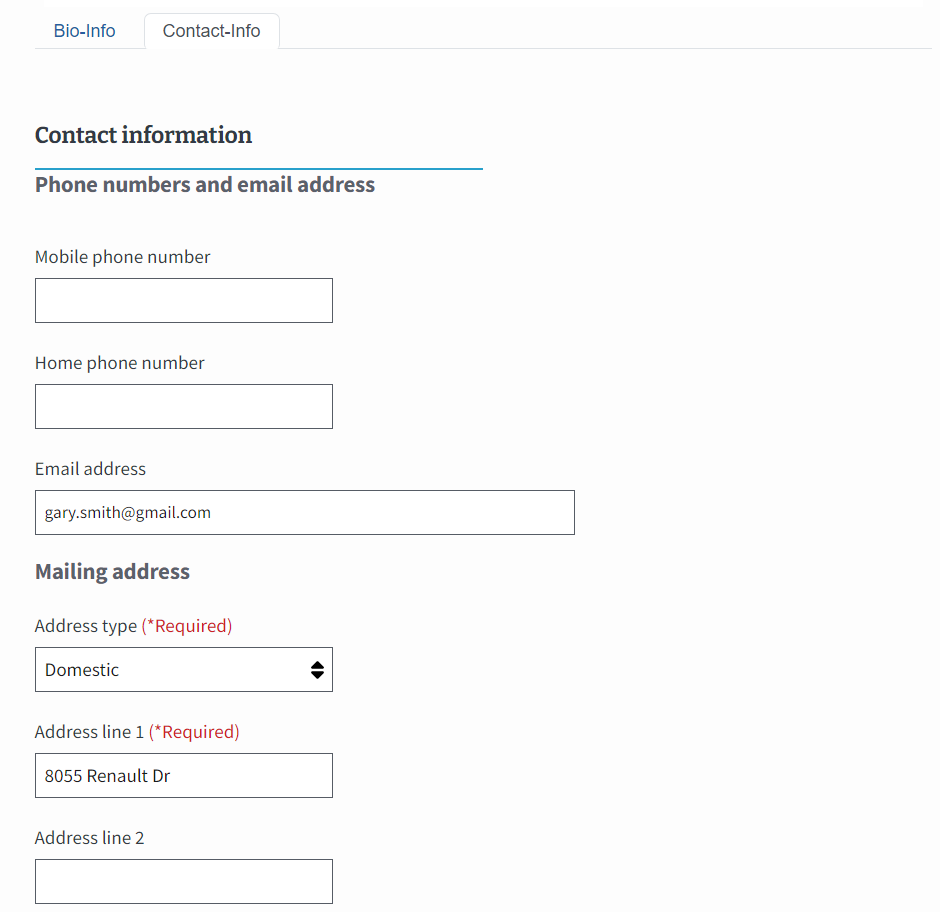 Bio-Info Contact-Info
Contact information
Phone numbers and email address
Mobile phone number
Home phone number
Email address
gary.smith@gmail.com
Mailing address
Address type (*Required)
Domestic
Address line 1 (*Required)
8055 Renault Dr
Address line 2